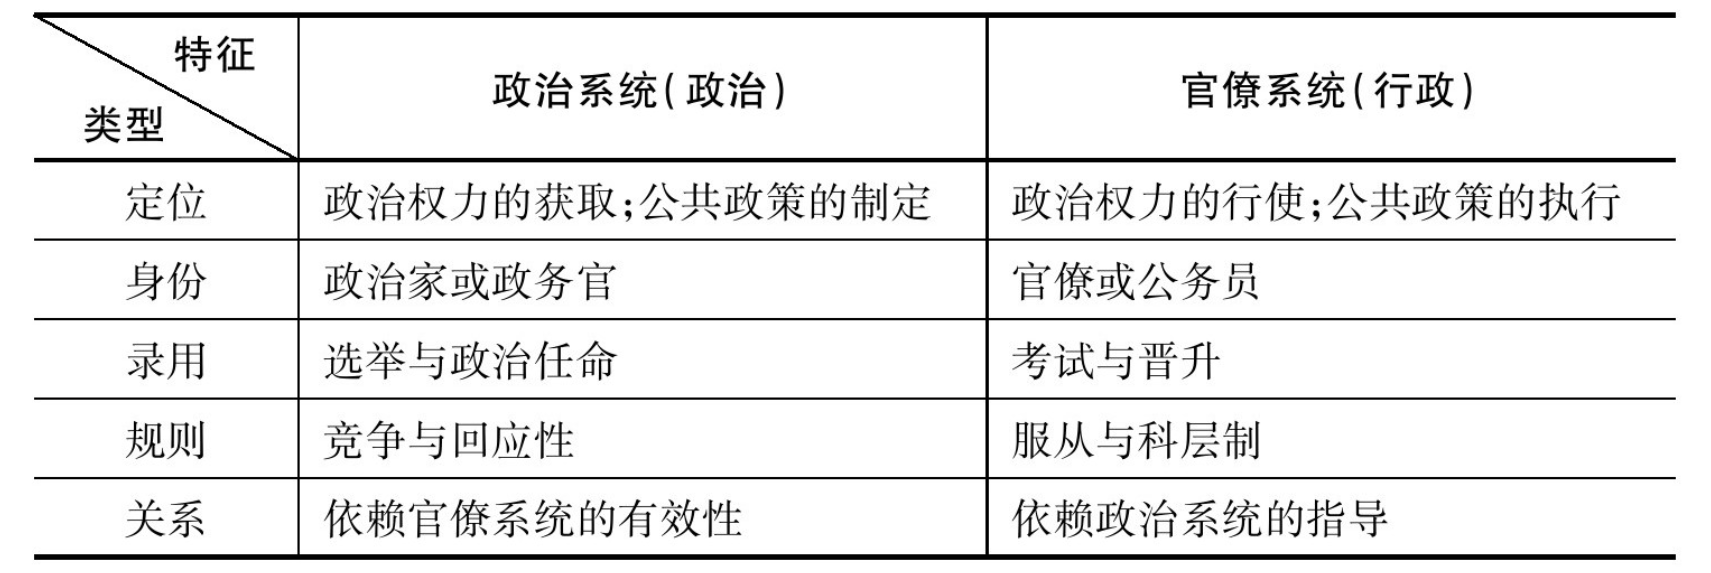 特征
类型
政治系统(政治)
官僚系统(行政)
定位
政治权力的获取;公共政策的制定
政治权力的行使;公共政策的执行
身份
政治家或政务官
官僚或公务员
录用
选举与政治任命
考试与晋升
规则
竞争与回应性
服从与科层制
关系
依赖官僚系统的有效性
依赖政治系统的指导